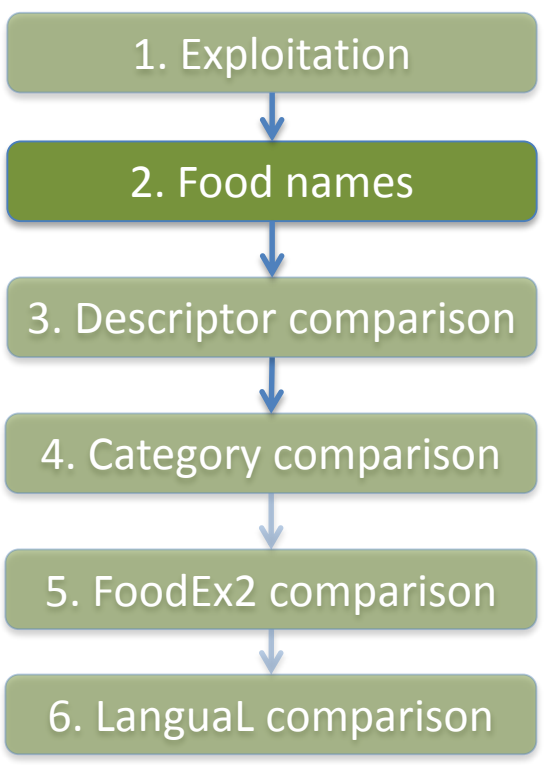 1. Exploitation
2. Food names
3. Descriptor comparison
4. Category comparison
5. FoodEx2 comparison
6. LanguaL comparison